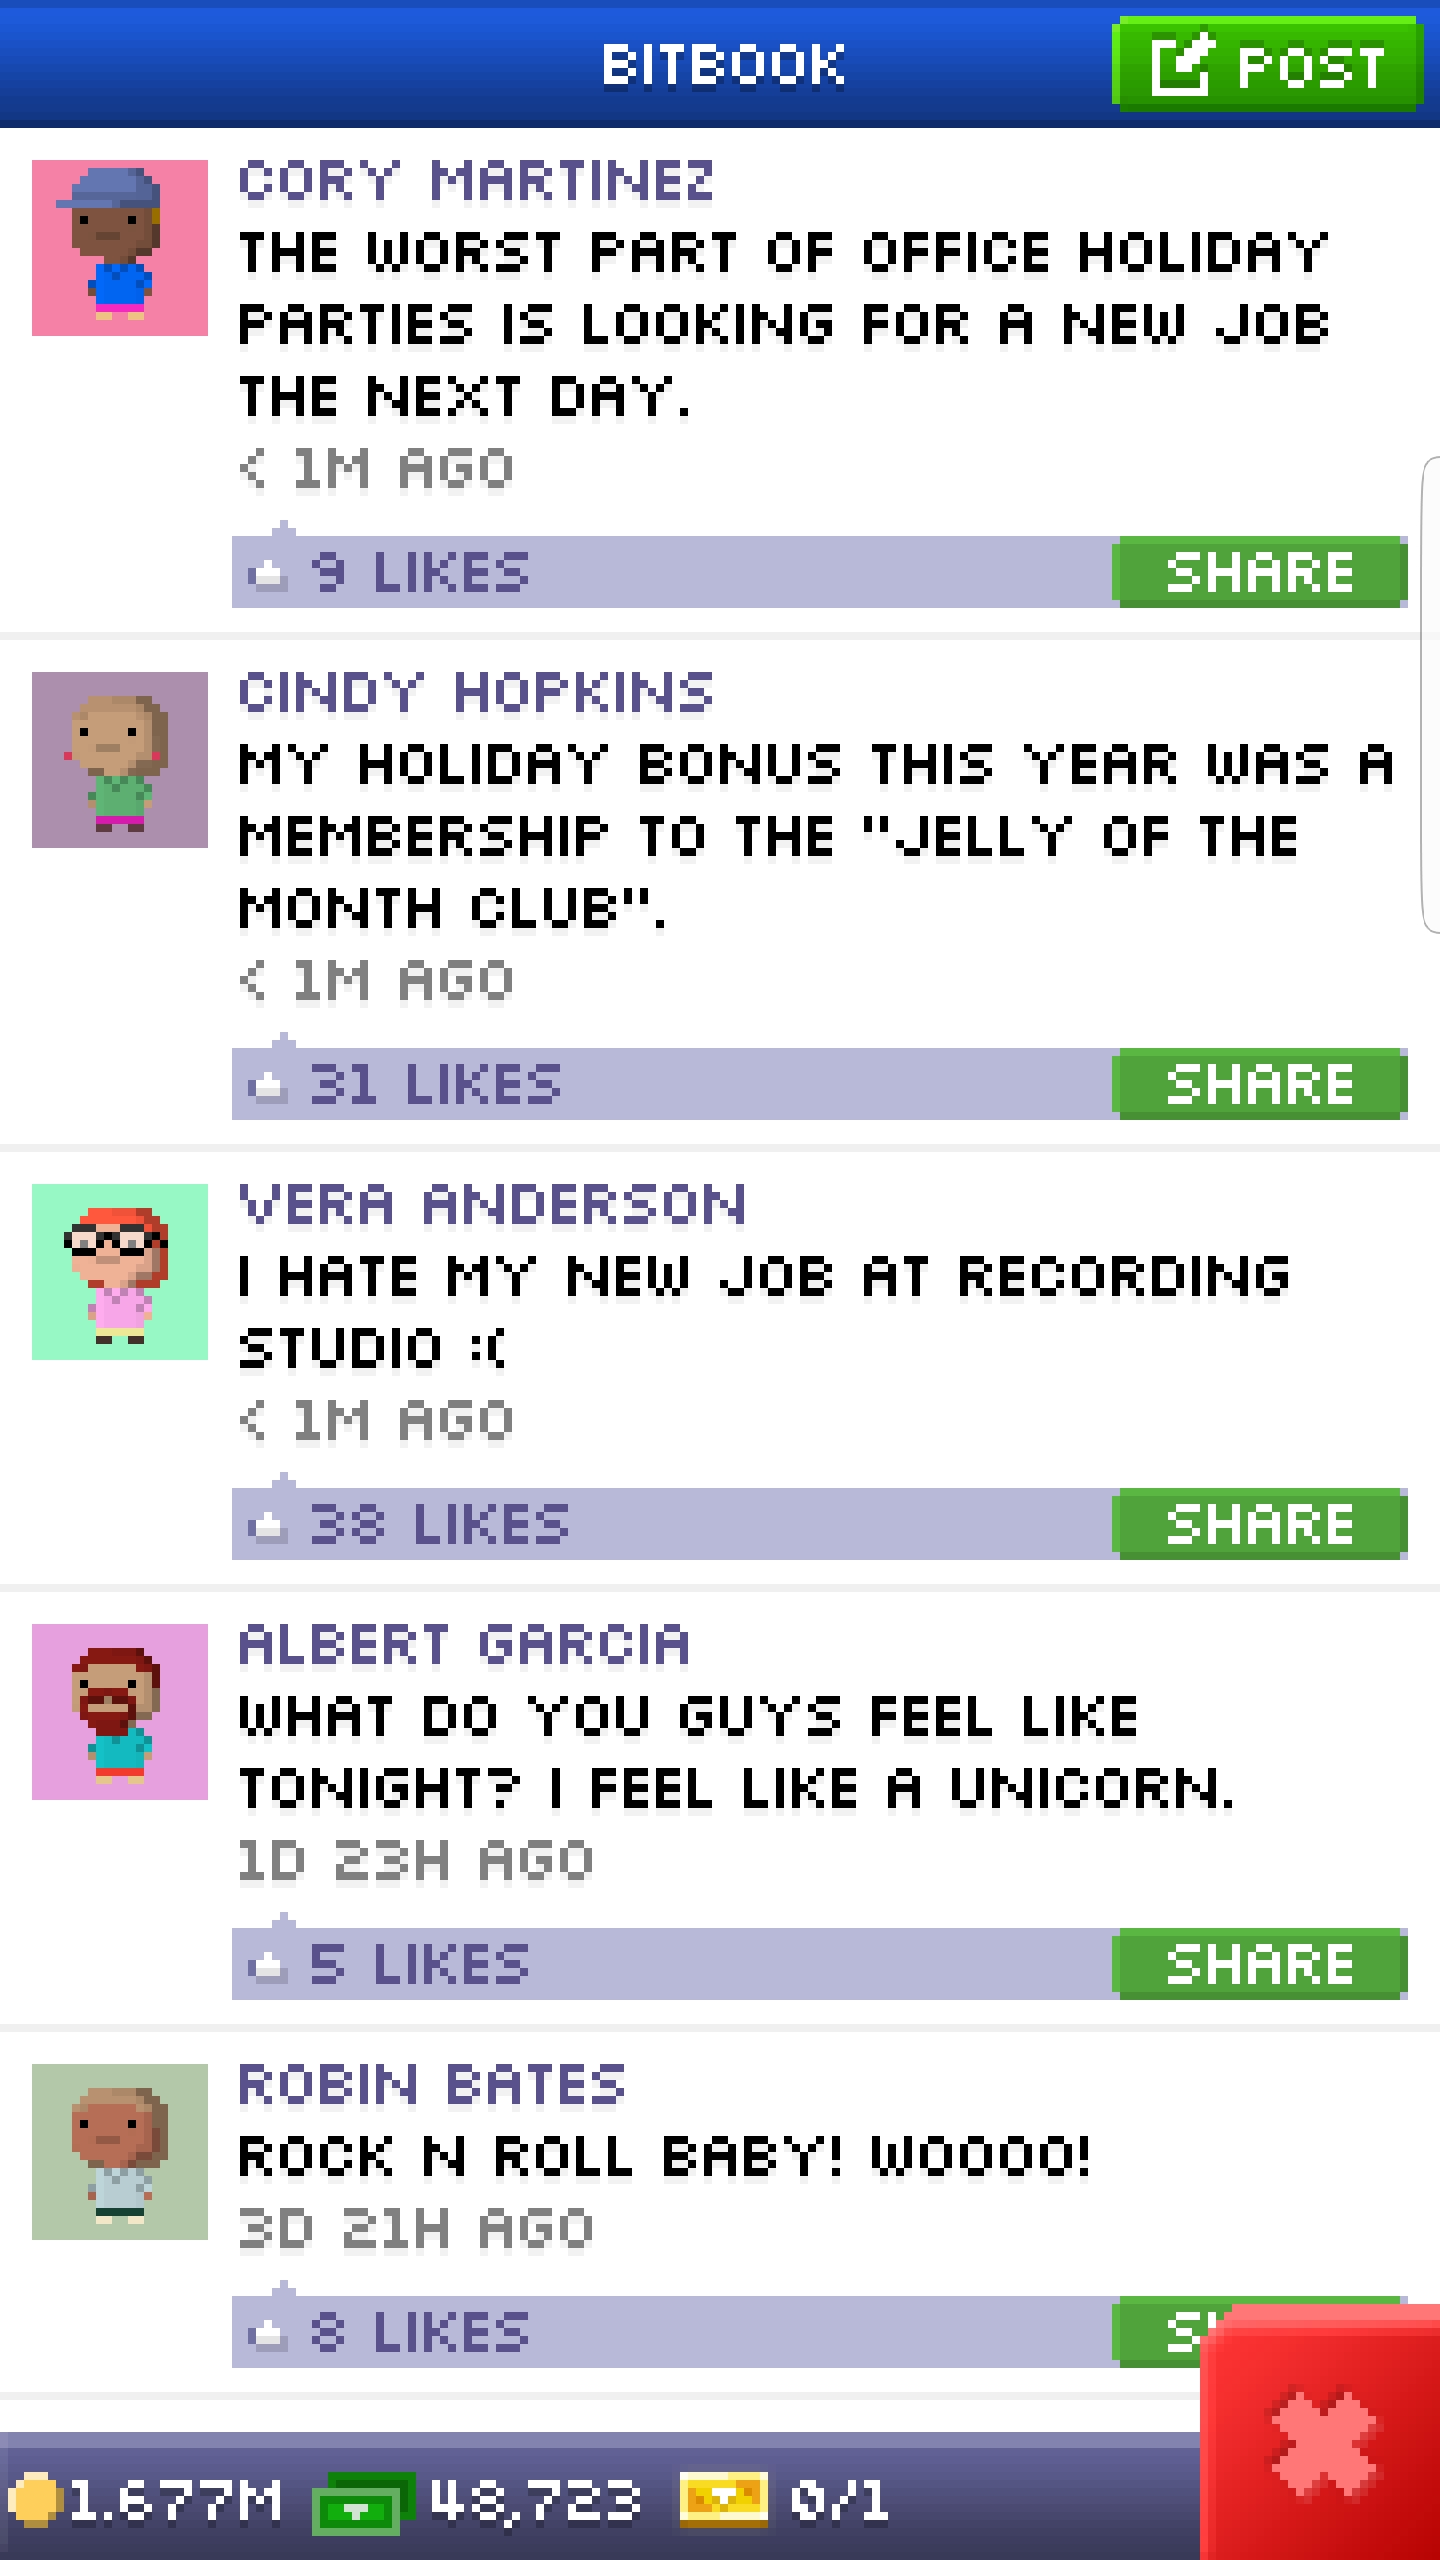 BITBOOK
POST
CORY MARTINEZ
THE WORST PART OF OFFICE HOLIDAY
PARTIES IS LOOKING FOR A NEW JOB
THE NEXT DAY.
< 1M AGO
9 LIKES
SHARE
CINDY HOPKINS
MY HOLIDAY BONUS THIS YEAR WAS A
MEMBERSHIP TO THE "JELLY OF THE
MONTH CLUB".
< 1M AGO
31 LIKES
SHARE
VERA ANDERSON
I HATE MY NEW JOB AT RECORDING
STUDIO :(
< 1M AGO
38 LIKES
SHARE
ALBERT GARCIA
WHAT DO YOU GUYS FEEL LIKE
TONIGHT? I FEEL LIKE A UNICORN.
1D 23H AGO
5 LIKES
SHARE
ROBIN BATES
ROCK N ROLL BABY! WOOOO!
3D 21H AGO
8 LIKES
1.677M
48,723
0/1